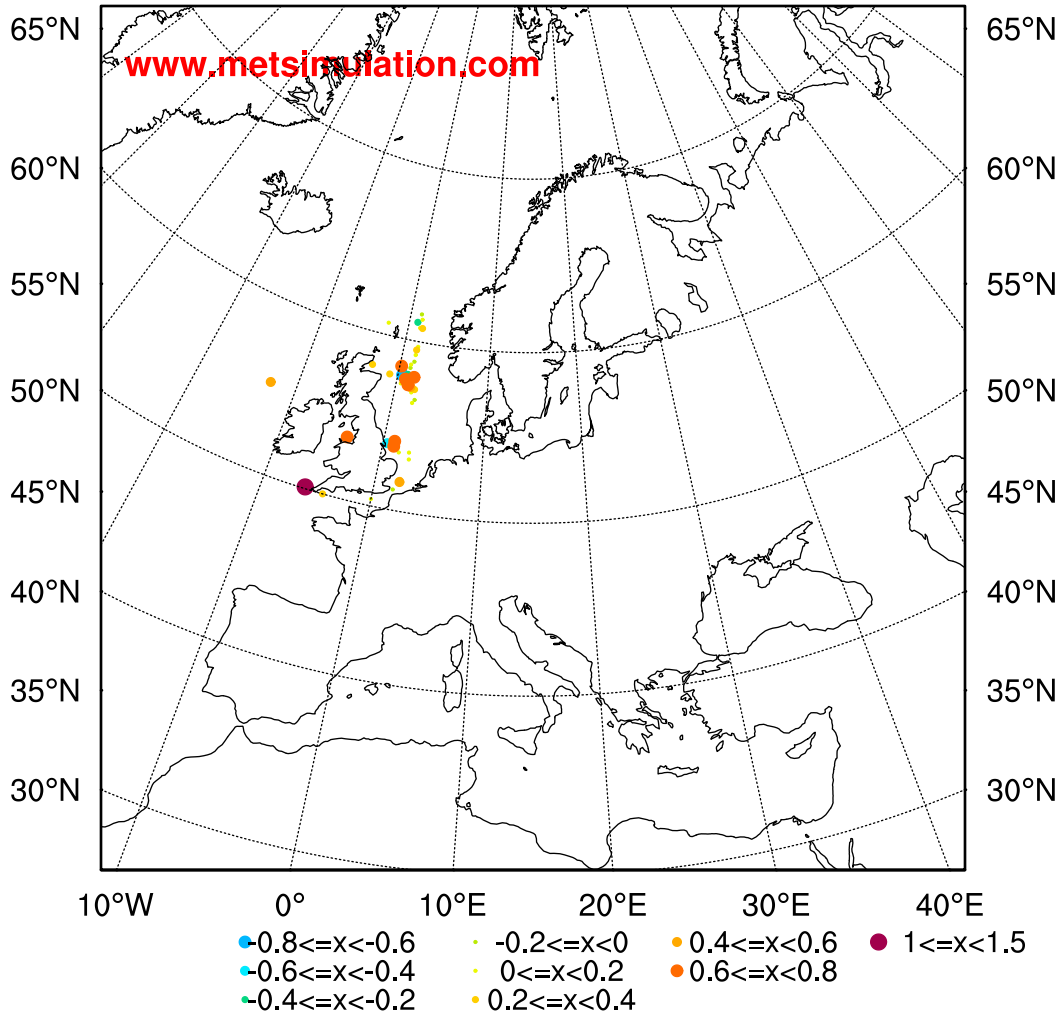 65°N 65°N
www.metsimulation.com
60°N 60°N
55°N 55°N
50°N 50°N
45°N 45°N
40°N 40°N
35°N 35°N
30°N 30°N
10°W 0° 10°E 20°E 30°E 40°E
-0.8<=x<-0.6 -0.2<=x<0 0.4<=x<0.6 1<=x<1.5
-0.6<=x<-0.4 0<=x<0.2 0.6<=x<0.8
-0.4<=x<-0.2 0.2<=x<0.4